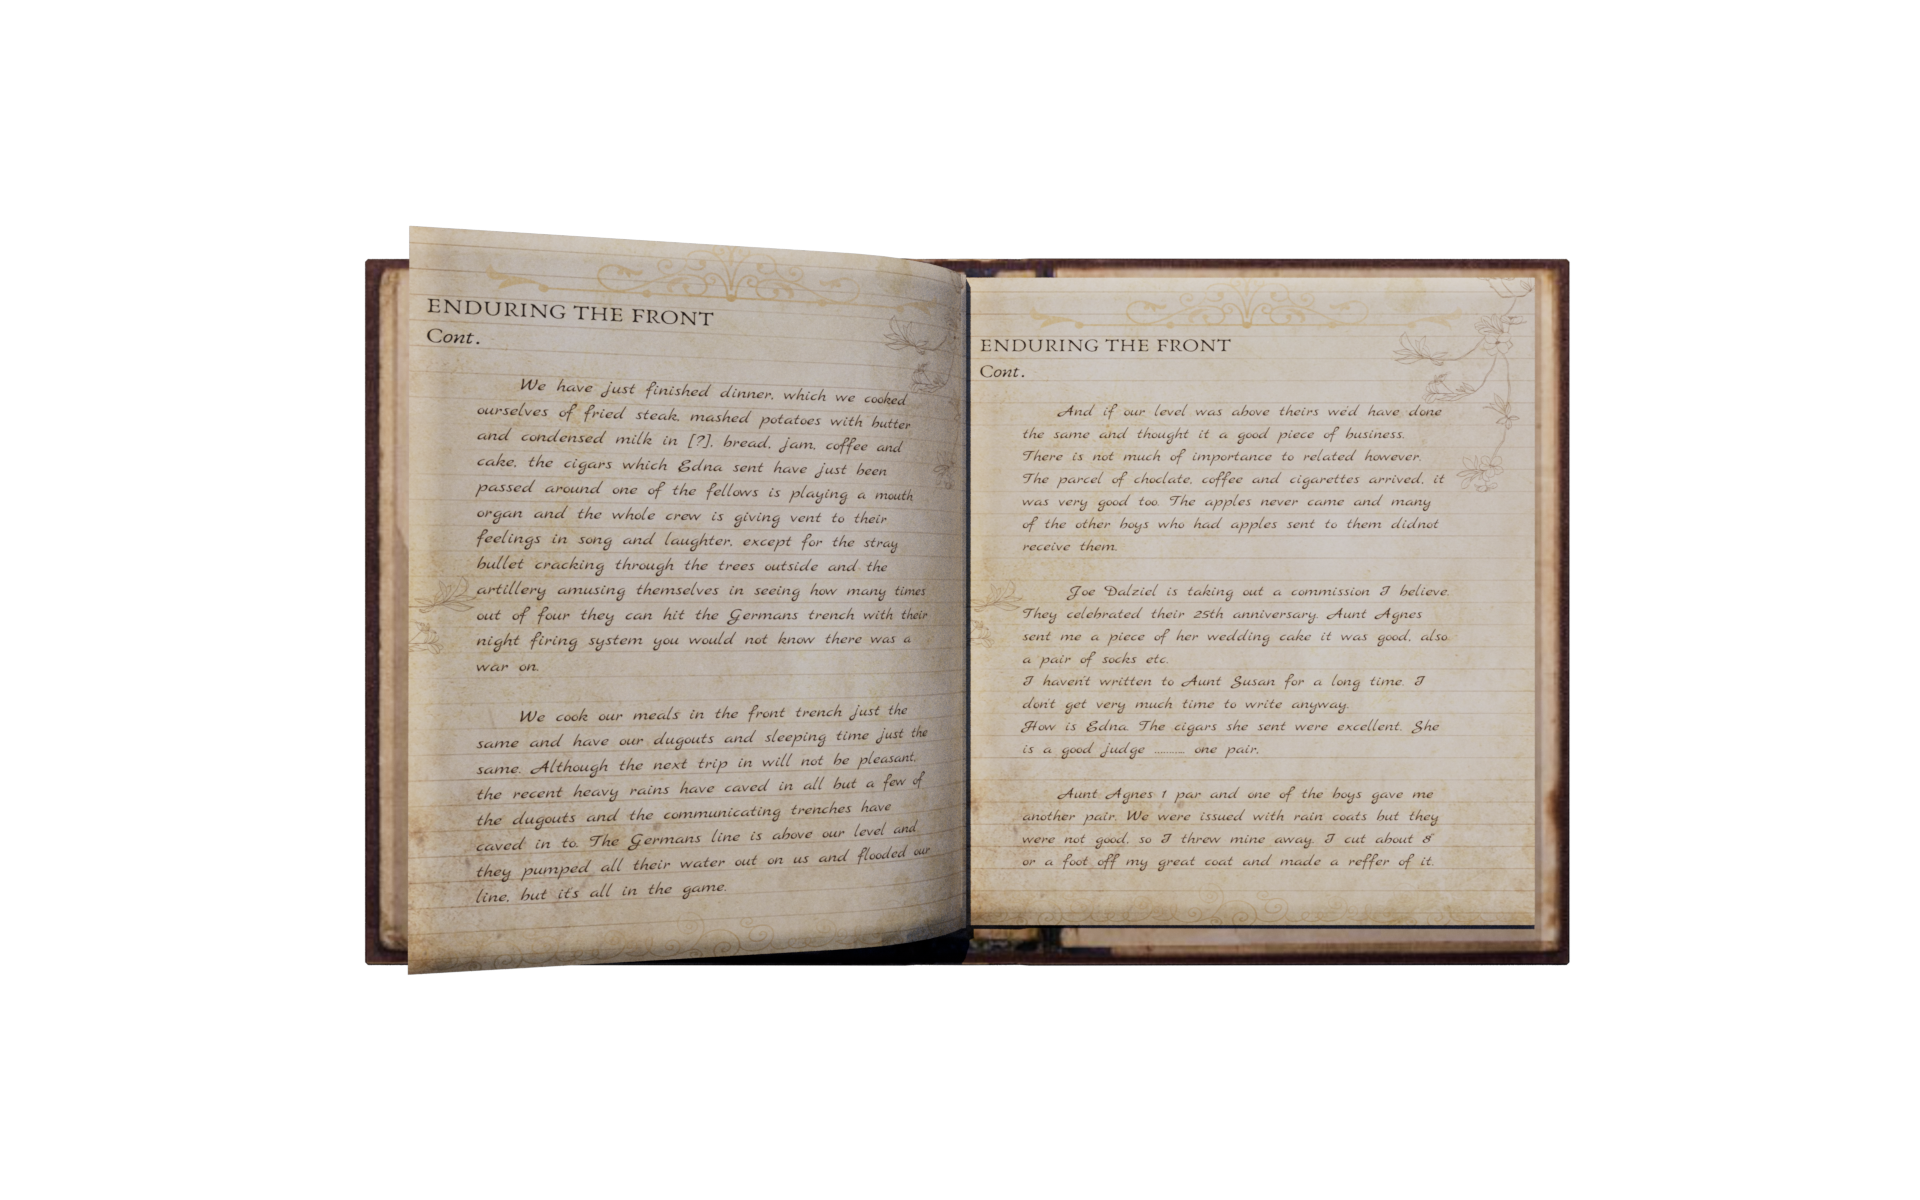 ENDURING THE FRONT
Cont.
We have just finished dinner, which we cooked
ourselves of fried steak, mashed potatoes with butter
and condensed milk in [?], bread, jam, coffee and
cake, the cigars which Edna sent have just been
passed around one of the fellows is playing a mouth
organ and the whole crew is giving vent to their
feelings in song and laughter, except for the stray
bullet cracking through the trees outside and the
artillery amusing themselves in seeing how many times
out of four they can hit the Germans trench with their
night firing system you would not know there was a
war on.
We cook our meals in the front trench just the
same and have our dugouts and sleeping time just the
same. Although the next trip in will not be pleasant,
the recent heavy rains have caved in all but a few of
the dugouts and the communicating trenches have
caved in to. The Germans line is above our level and
they pumped all their water out on us and flooded our
line, but it's all in the game.
ENDURING THE FRONT
Cont.
And if our level was above theirs we'd have done
the same and thought it a good piece of business.
There is not much of importance to related however.
The parcel of choclate, coffee and cigarettes arrived, it
was very good too. The apples never came and many
of the other boys who had apples sent to them didnot
receive them.
Joe Dalziel is taking out a commission I believe.
They celebrated their 25th anniversary. Aunt Agnes
sent me a piece of her wedding cake it was good, also
a pair of socks etc.
I haven't written to Aunt Susan for a long time. I
don't get very much time to write anyway.
How is Edna. The cigars she sent were excellent. She
is a good judge .......... one pair,
Aunt Agnes 1 par and one of the boys gave me
another pair. We were issued with rain coats but they
were not good, so I threw mine away. I cut about 8"
or a foot off my great coat and made a reffer of it.